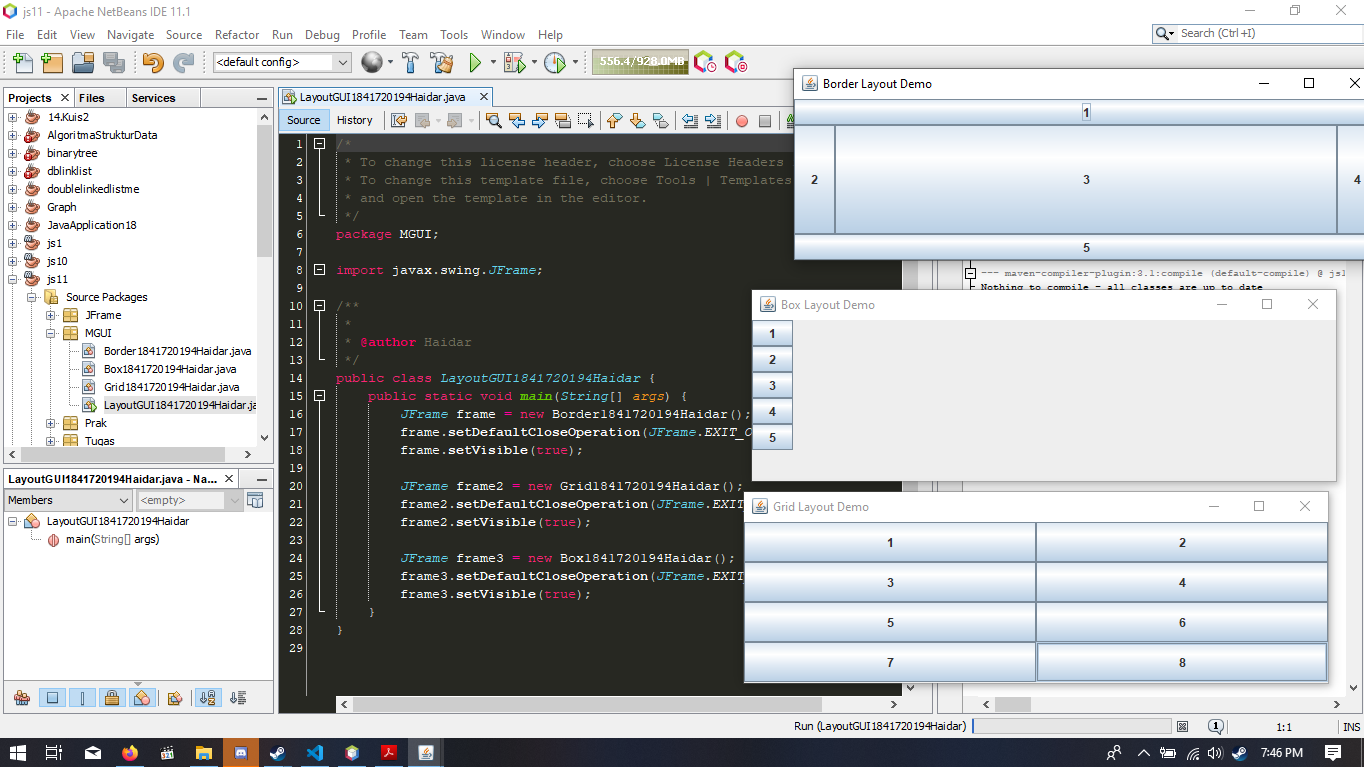 js11 - Apache NetBeans IDE 11.1
File Edit View Navigate Source Refactor Run Debug Profile Team Tools Window Help
Search (Ctrl+I)
<default config>
556.4/928.0MB
Projects Files Services
14.Kuis2
AlgoritmaStrukturData
binarytree
dblinklist
doublelinkedlistme
Graph
JavaApplication18
js1
js10
js11
Source Packages
JFrame
MGUI
Border1841720194Haidar.java
Box1841720194Haidar.java
Grid1841720194Haidar.java
LayoutGUI1841720194Haidar.ja
Prak
Tugas
LayoutGUI1841720194Haidar.java - Na...
Members <empty>
LayoutGUI1841720194Haidar
main(String[] args)
LayoutGUI1841720194Haidar.java
Source History
1 /*
2 * To change this license header, choose License Headers
3 * To change this template file, choose Tools | Templates
4 * and open the template in the editor.
5 */
6 package MGUI;
7
8 import javax.swing.JFrame;
9
10 /**
11 *
12 * @author Haidar
13 */
14 public class LayoutGUI1841720194Haidar {
15 public static void main(String[] args) {
16 JFrame frame = new Border1841720194Haidar();
17 frame.setDefaultCloseOperation(JFrame.EXIT_O
18 frame.setVisible(true);
19
20 JFrame frame2 = new Grid1841720194Haidar();
21 frame2.setDefaultCloseOperation(JFrame.EXIT_
22 frame2.setVisible(true);
23
24 JFrame frame3 = new Box1841720194Haidar();
25 frame3.setDefaultCloseOperation(JFrame.EXIT_
26 frame3.setVisible(true);
27 }
28 }
29
Border Layout Demo
1
2 3 4
5
--- maven-compiler-plugin:3.1:compile (default-compile) @ js1
Nothing to compile - all classes are up to date
Box Layout Demo
1
2
3
4
5
Grid Layout Demo
1 2
3 4
5 6
7 8
Run (LayoutGUI1841720194Haidar)
1
1:1
INS
7:46 PM